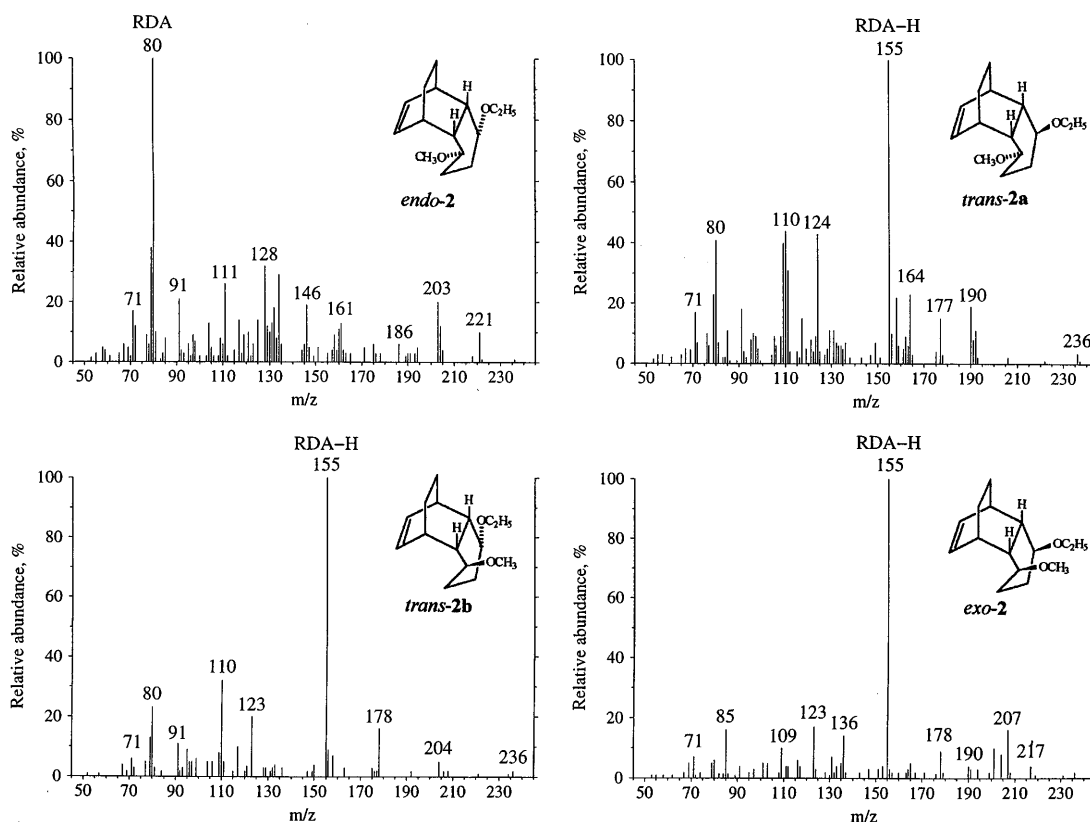 RDA
80
100
80
60
40
20
0
Relative abundance, %
H
H
OC₂H₅
CH₃O
endo-2
71
91
111
128
146
161
186
203
221
50 70 90 110 130 150 170 190 210 230
m/z
RDA−H
155
100
80
60
40
20
0
Relative abundance, %
H
H
OC₂H₅
CH₃O
trans-2a
71
80
110
124
164
177
190
236
50 70 90 110 130 150 170 190 210 230
m/z
RDA−H
155
100
80
60
40
20
0
Relative abundance, %
H
H
OC₂H₅
OCH₃
trans-2b
71
80
91
110
123
178
204
236
50 70 90 110 130 150 170 190 210 230
m/z
RDA−H
155
100
80
60
40
20
0
Relative abundance, %
H
H
OC₂H₅
OCH₃
exo-2
71
85
109
123
136
178
190
207
217
50 70 90 110 130 150 170 190 210 230
m/z